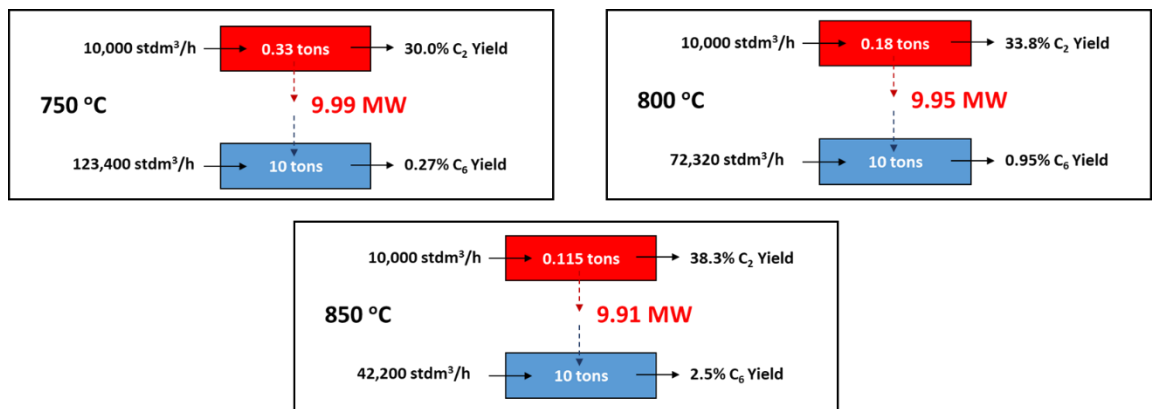 10,000 stdm³/h
0.33 tons
30.0% C₂ Yield
750 °C
9.99 MW
123,400 stdm³/h
10 tons
0.27% C₆ Yield
10,000 stdm³/h
0.18 tons
33.8% C₂ Yield
800 °C
9.95 MW
72,320 stdm³/h
10 tons
0.95% C₆ Yield
10,000 stdm³/h
0.115 tons
38.3% C₂ Yield
850 °C
9.91 MW
42,200 stdm³/h
10 tons
2.5% C₆ Yield